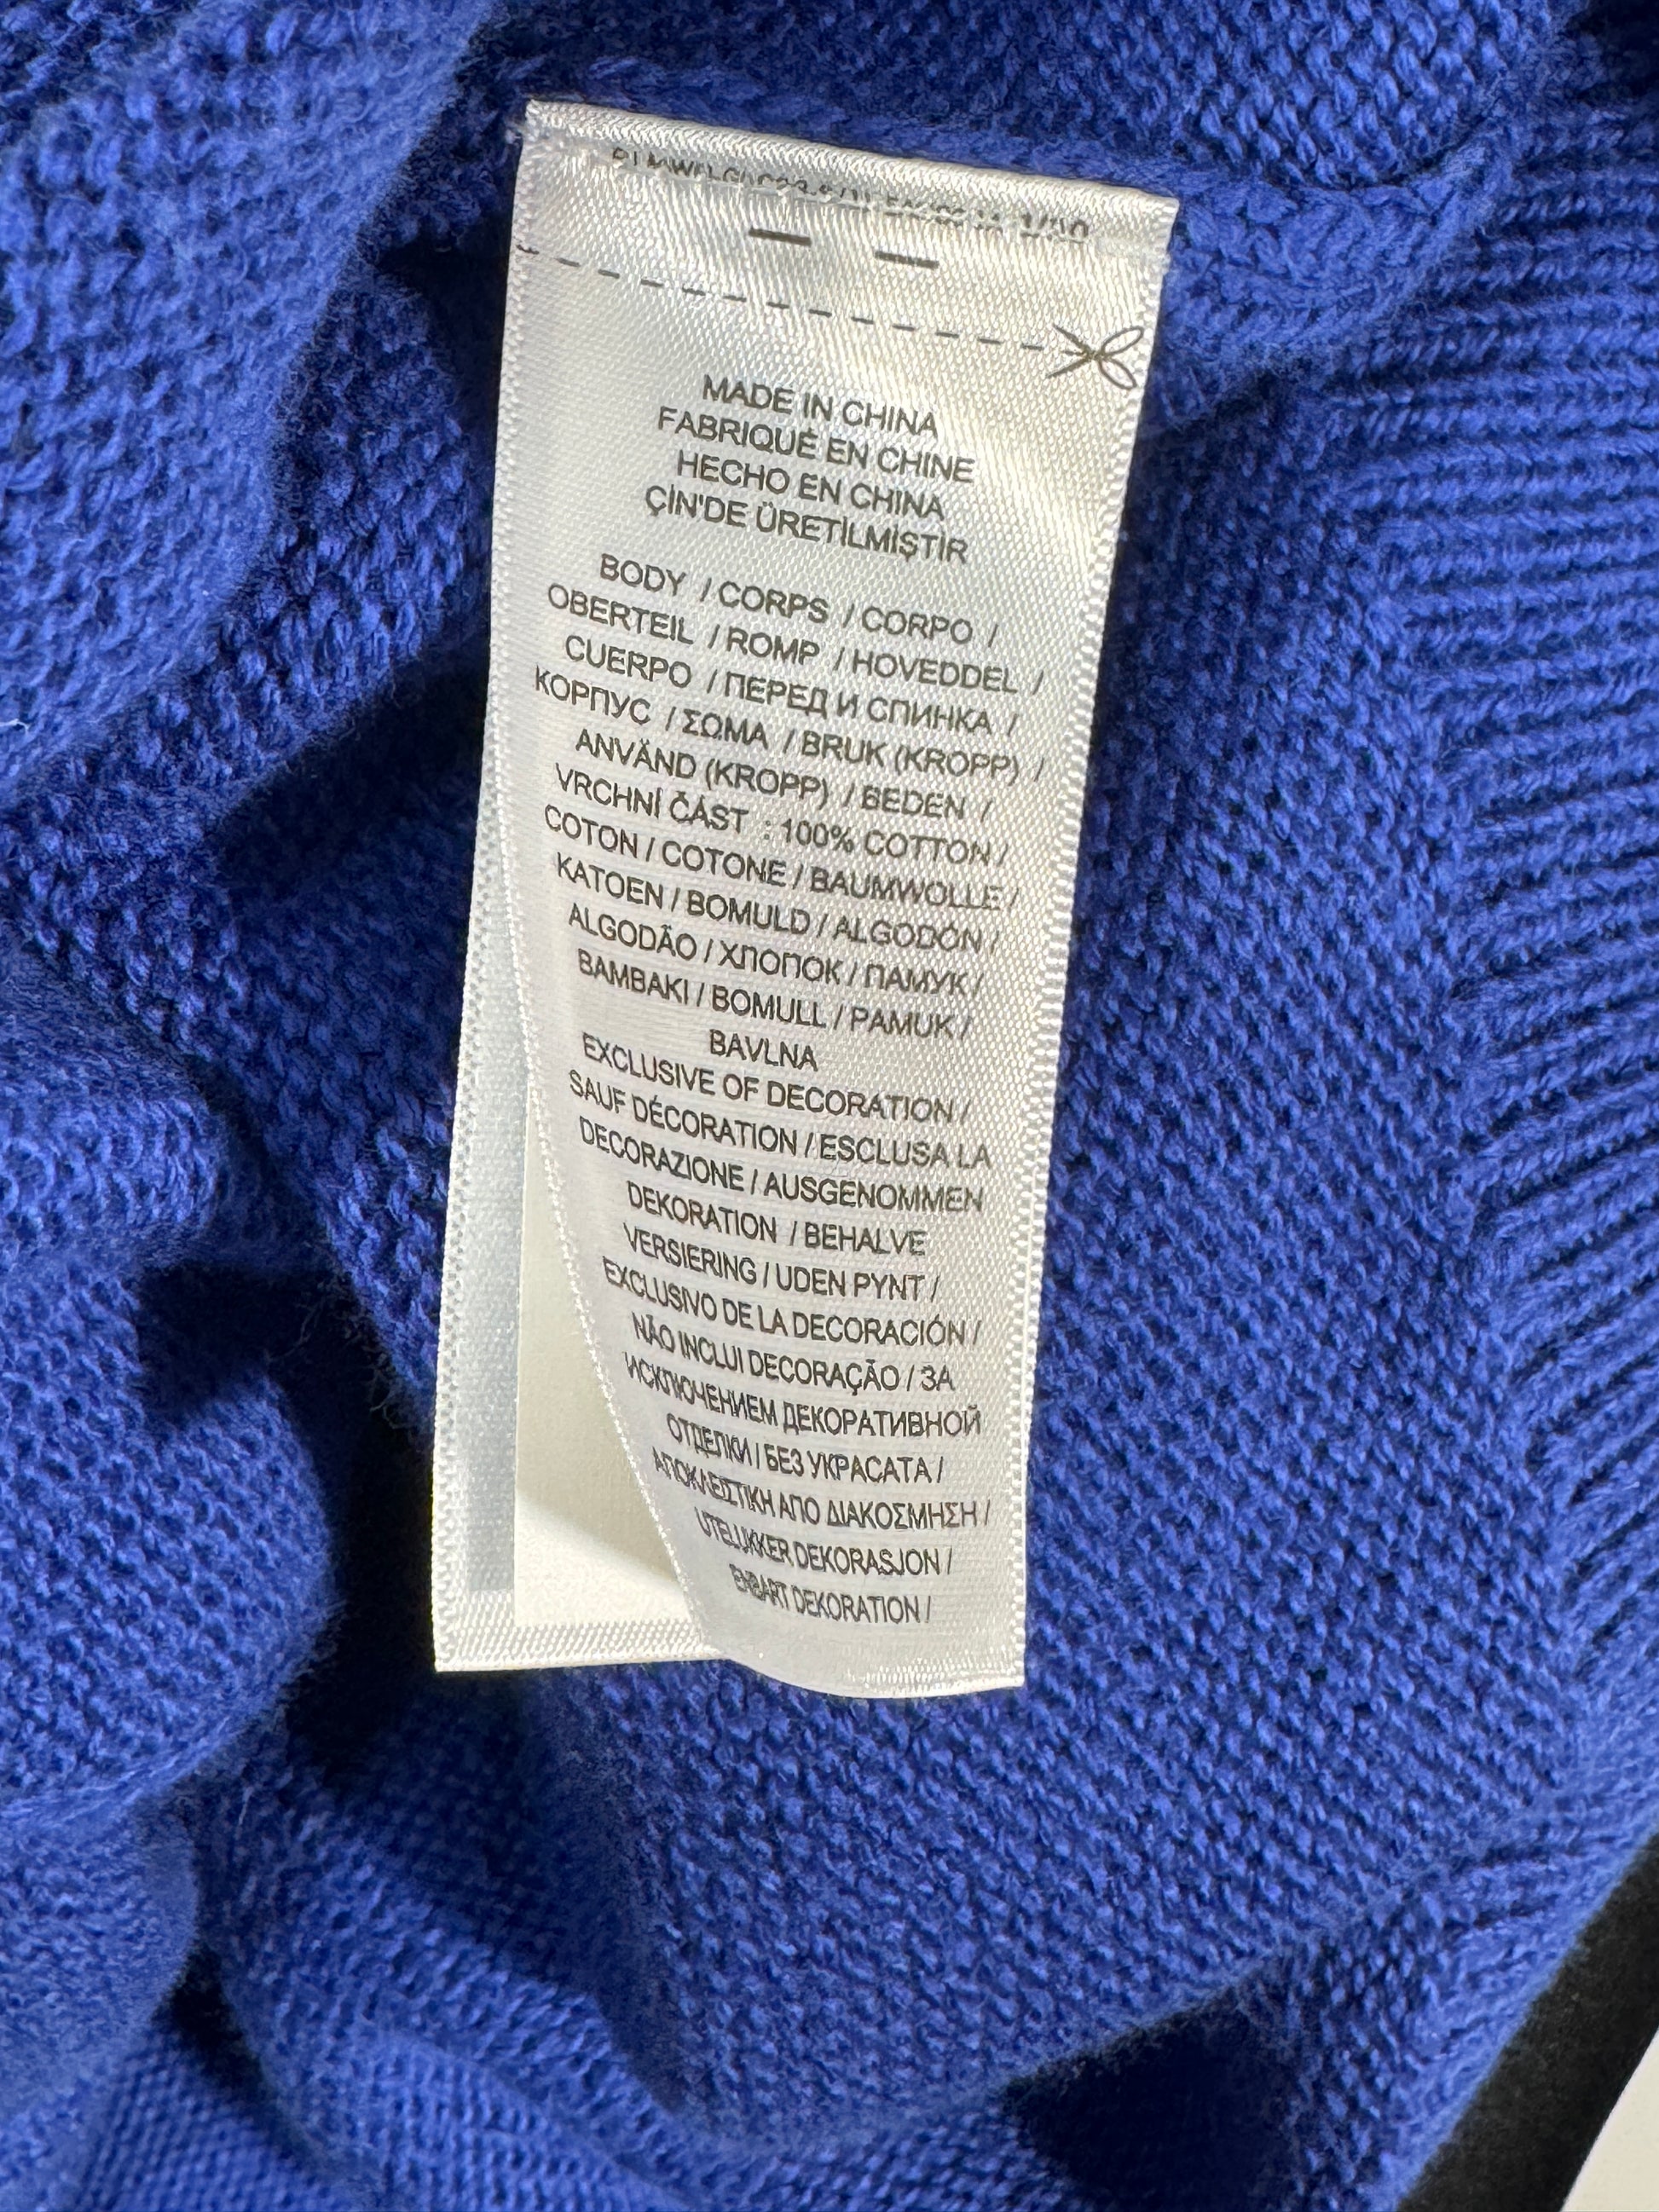 MADE IN CHINA
FABRIQUÉ EN CHINE
HECHO EN CHINA
ÇİN'DE ÜRETİLMİŞTİR
BODY / CORPS / CORPO /
OBERTEIL / ROMP / HOVEDDEL /
CUERPO / ПЕРЕД И СПИНКА /
КОРПУС / ΣΩΜΑ / BRUK (KROPP) /
ANVÄND (KROPP) / BEDEN /
VRCHNÍ ČÁST : 100% COTTON /
COTON / COTONE / BAUMWOLLE /
KATOEN / BOMULD / ALGODÓN /
ALGODÃO / ХЛОПОК / ПАМУК /
BAMBAKI / BOMULL / PAMUK /
BAVLNA
EXCLUSIVE OF DECORATION /
SAUF DÉCORATION / ESCLUSA LA
DECORAZIONE / AUSGENOMMEN
DEKORATION / BEHALVE
VERSIERING / UDEN PYNT /
EXCLUSIVO DE LA DECORACIÓN /
NÃO INCLUI DECORAÇÃO / ЗА
ИСКЛЮЧЕНИЕМ ДЕКОРАТИВНОЙ
ОТДЕЛКИ / БЕЗ УКРАСАТА /
ΑΠΟΚΛΕΙΣΤΙΚΗ ΑΠΟ ΔΙΑΚΟΣΜΗΣΗ /
UTELUKKER DEKORASJON /
ENBART DEKORATION /